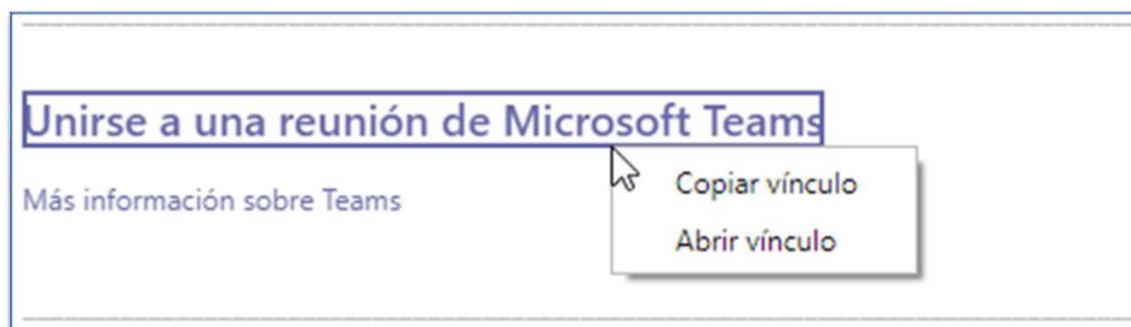 Unirse a una reunión de Microsoft Teams
Más información sobre Teams
Copiar vínculo
Abrir vínculo